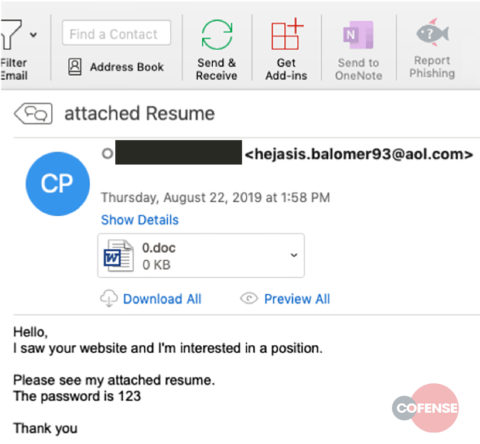 Filter
Email
Find a Contact
Address Book
Send &
Receive
Get
Add-ins
Send to
OneNote
Report
Phishing
attached Resume
<hejasis.balomer93@aol.com>
CP
Thursday, August 22, 2019 at 1:58 PM
Show Details
0.doc
0 KB
Download All
Preview All
Hello,
I saw your website and I'm interested in a position.
Please see my attached resume.
The password is 123
Thank you
COFENSE